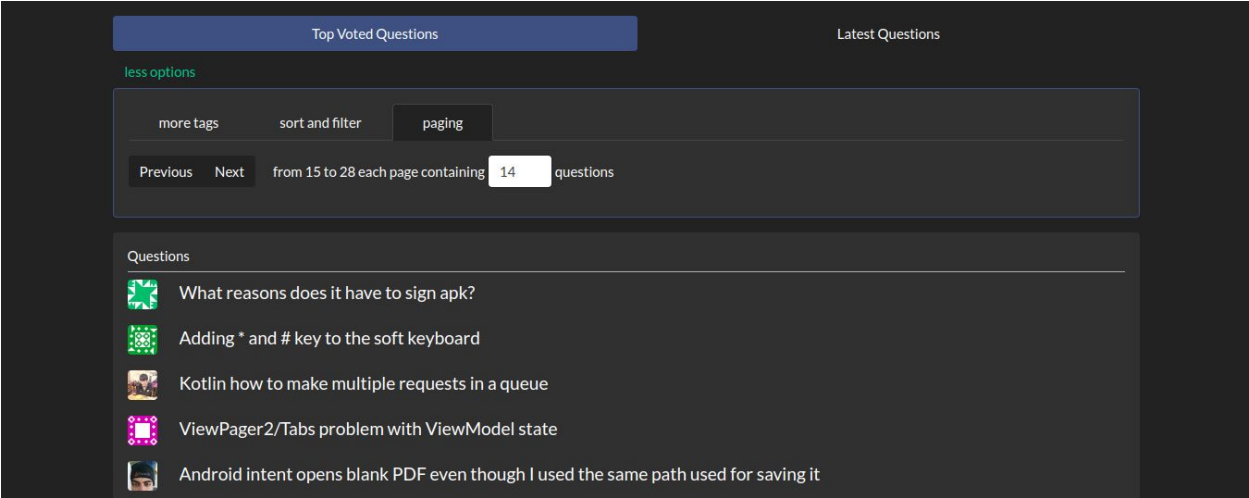 Top Voted Questions Latest Questions
less options
more tags sort and filter paging
Previous Next from 15 to 28 each page containing 14 questions
Questions
What reasons does it have to sign apk?
Adding * and # key to the soft keyboard
Kotlin how to make multiple requests in a queue
ViewPager2/Tabs problem with ViewModel state
Android intent opens blank PDF even though I used the same path used for saving it